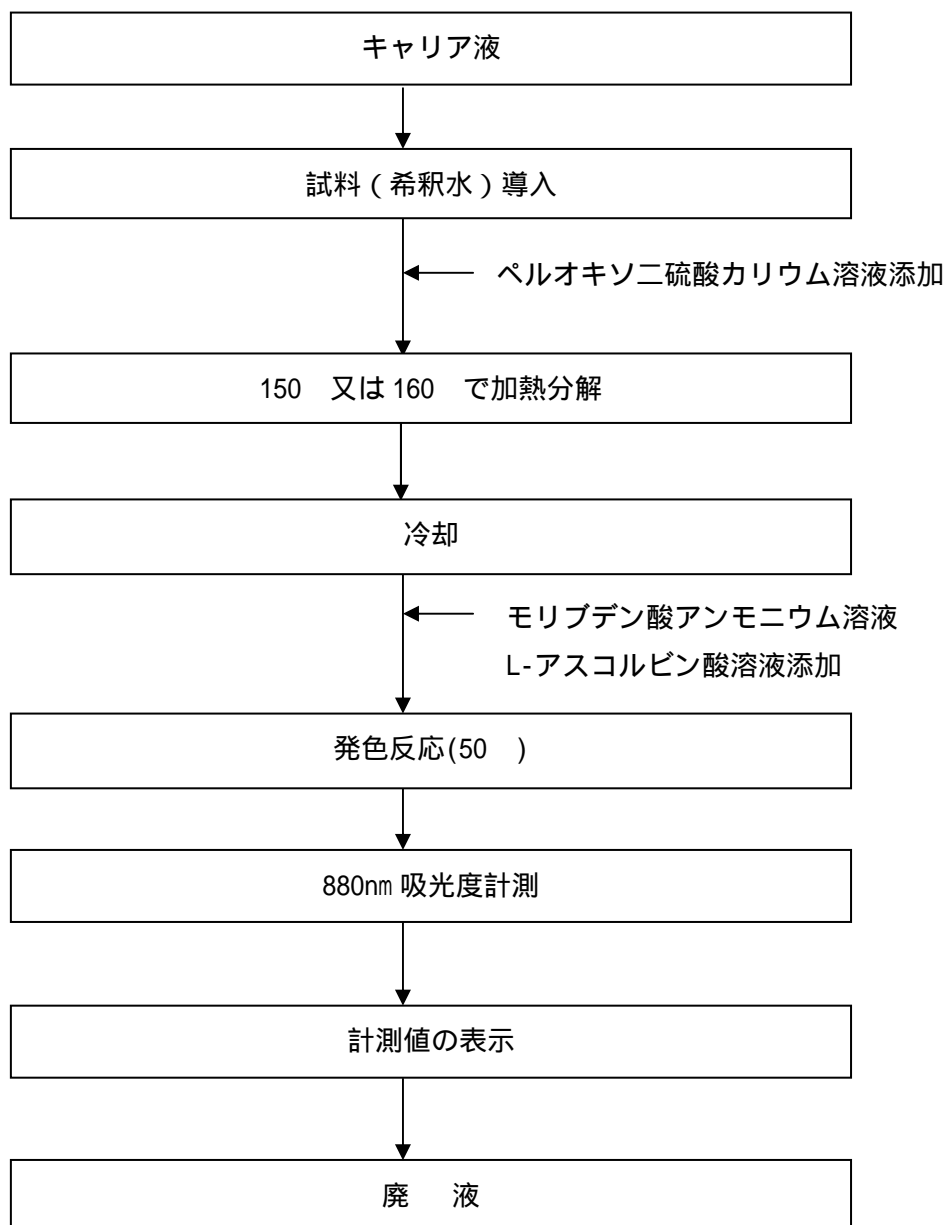 キャリア液
試料(希釈水)導入
ペルオキソ二硫酸カリウム溶液添加
150　又は 160　で加熱分解
冷却
モリブデン酸アンモニウム溶液
L-アスコルビン酸溶液添加
発色反応(50　)
880㎚ 吸光度計測
計測値の表示
廃　液